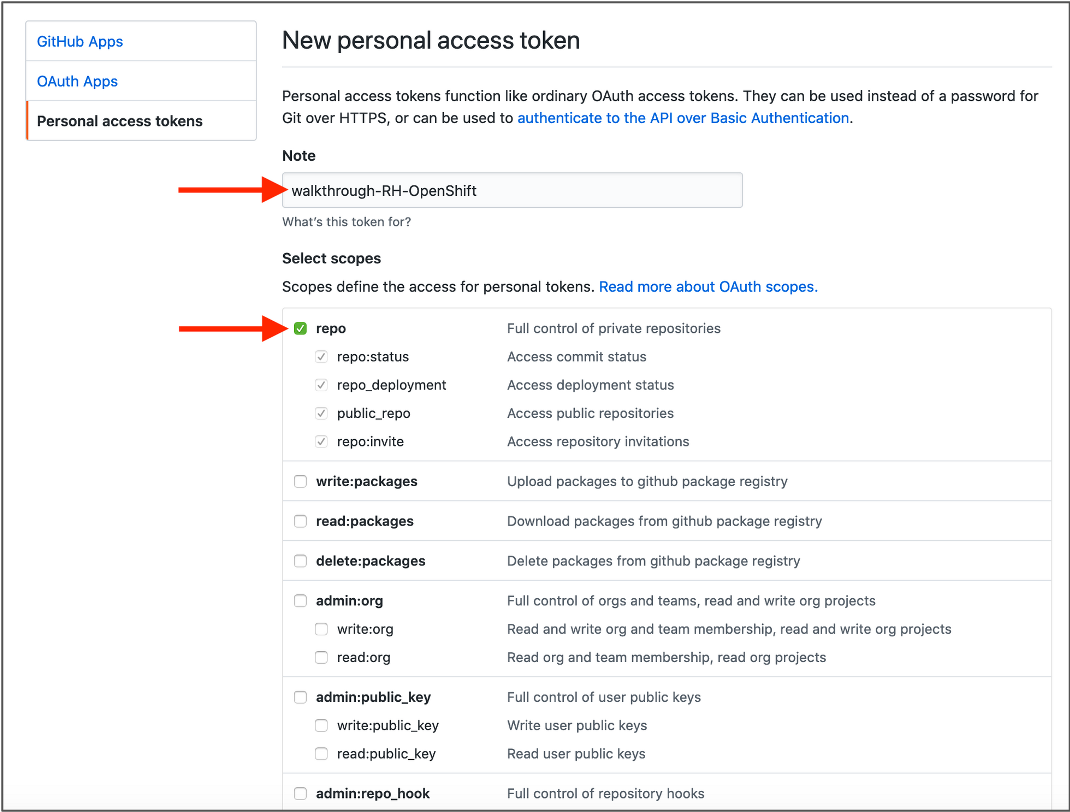 GitHub Apps
OAuth Apps
Personal access tokens
New personal access token
Personal access tokens function like ordinary OAuth access tokens. They can be used instead of a password for
Git over HTTPS, or can be used to authenticate to the API over Basic Authentication.
Note
walkthrough-RH-OpenShift
What's this token for?
Select scopes
Scopes define the access for personal tokens. Read more about OAuth scopes.
repo Full control of private repositories
repo:status Access commit status
repo_deployment Access deployment status
public_repo Access public repositories
repo:invite Access repository invitations
write:packages Upload packages to github package registry
read:packages Download packages from github package registry
delete:packages Delete packages from github package registry
admin:org Full control of orgs and teams, read and write org projects
write:org Read and write org and team membership, read and write org projects
read:org Read org and team membership, read org projects
admin:public_key Full control of user public keys
write:public_key Write user public keys
read:public_key Read user public keys
admin:repo_hook Full control of repository hooks